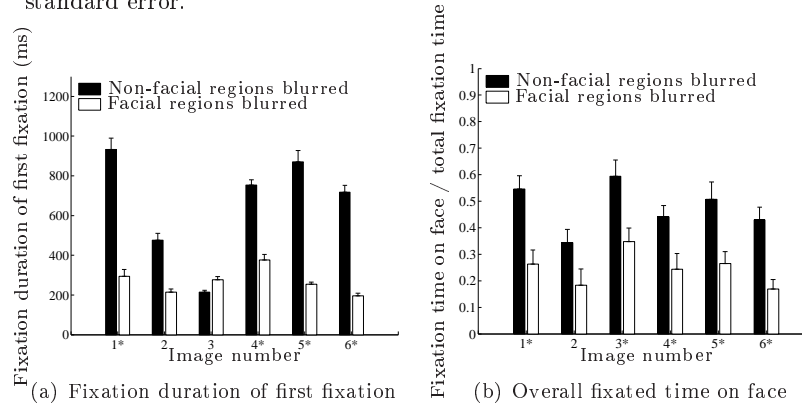 standard error.
Fixation duration of first fixation (ms)
Non-facial regions blurred
Facial regions blurred
1200
1000
800
600
400
200
0
1* 2 3 4* 5* 6*
Image number
(a) Fixation duration of first fixation
Fixation time on face / total fixation time
Non-facial regions blurred
Facial regions blurred
1
0.9
0.8
0.7
0.6
0.5
0.4
0.3
0.2
0.1
0
1* 2 3* 4* 5* 6*
Image number
(b) Overall fixated time on face